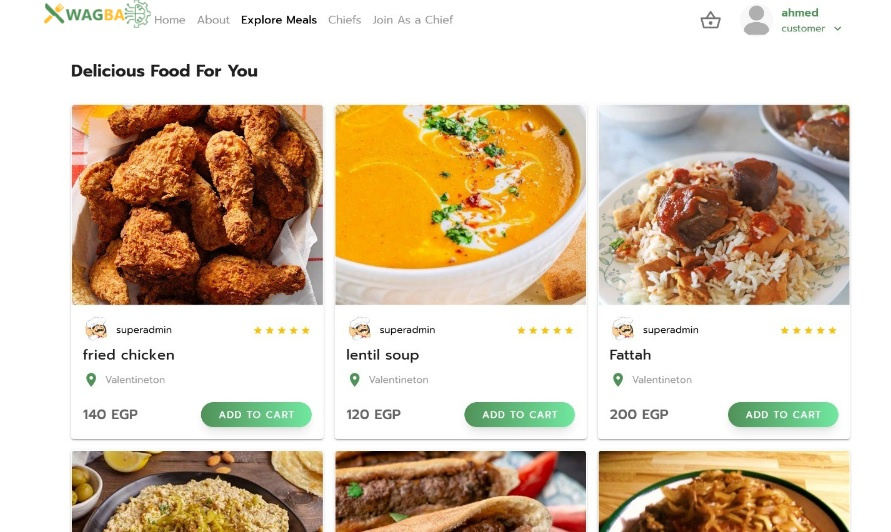 WAGBA Home About Explore Meals Chiefs Join As a Chief
ahmed
customer
Delicious Food For You
superadmin
fried chicken
Valentineton
140 EGP ADD TO CART
superadmin
lentil soup
Valentineton
120 EGP ADD TO CART
superadmin
Fattah
Valentineton
200 EGP ADD TO CART